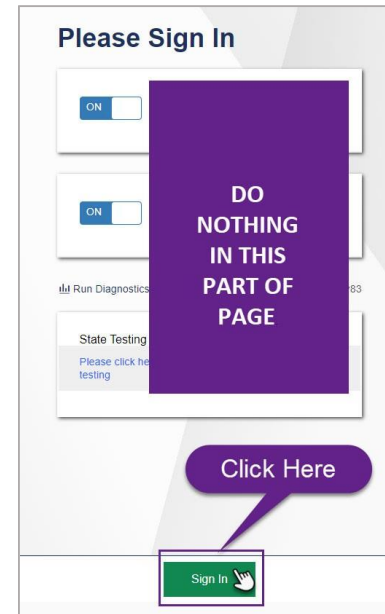 Please Sign In
ON
DO
NOTHING
IN THIS
PART OF
PAGE
ON
Run Diagnostics
83
State Testing
Please click he
testing
Click Here
Sign In